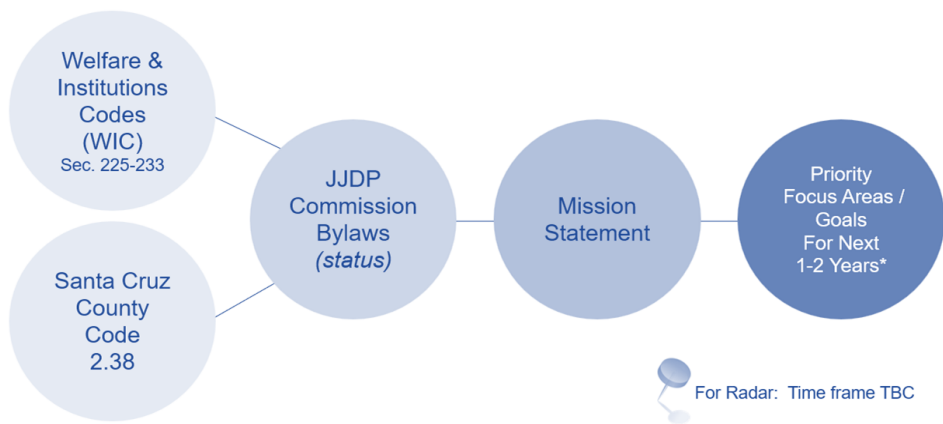 Welfare &
Institutions
Codes
(WIC)
Sec. 225-233
Santa Cruz
County
Code
2.38
JJDP
Commission
Bylaws
(status)
Mission
Statement
Priority
Focus Areas /
Goals
For Next
1-2 Years*
For Radar:  Time frame TBC